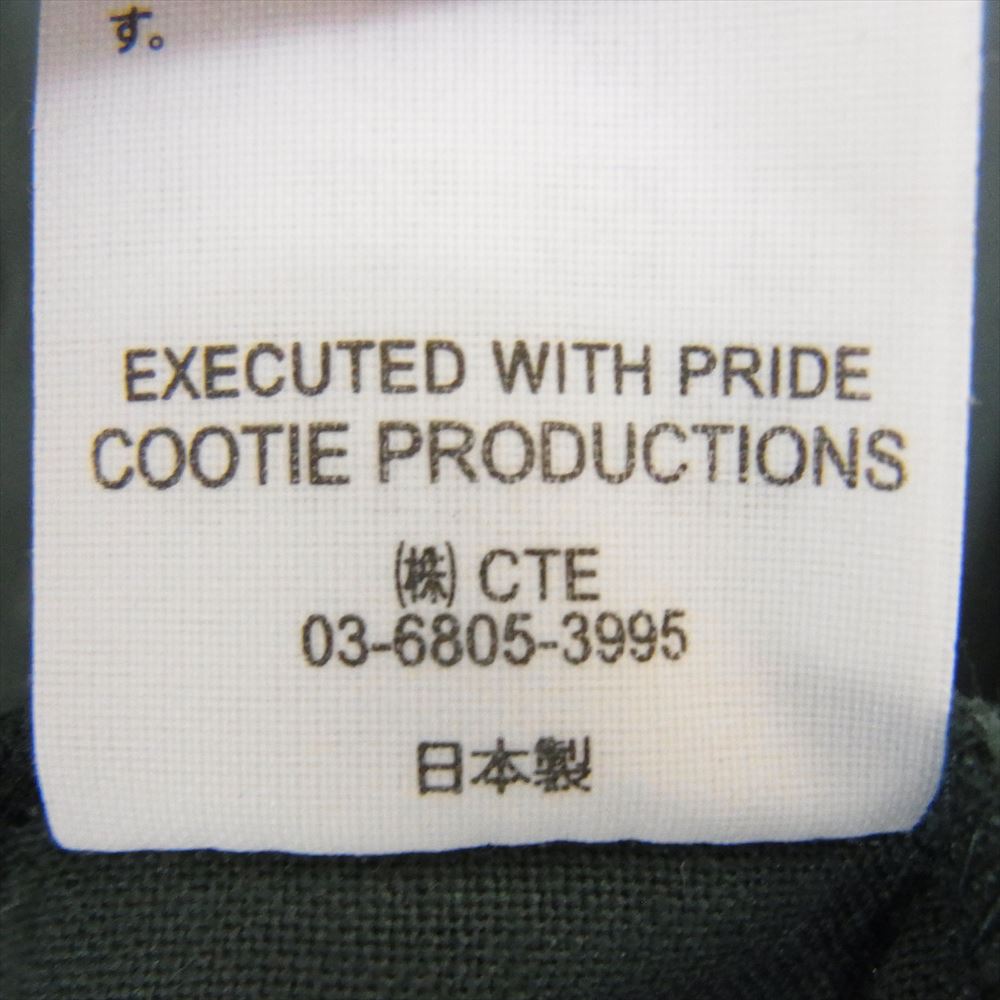 す。
EXECUTED WITH PRIDE
COOTIE PRODUCTIONS
㈱ CTE
03-6805-3995
日本製